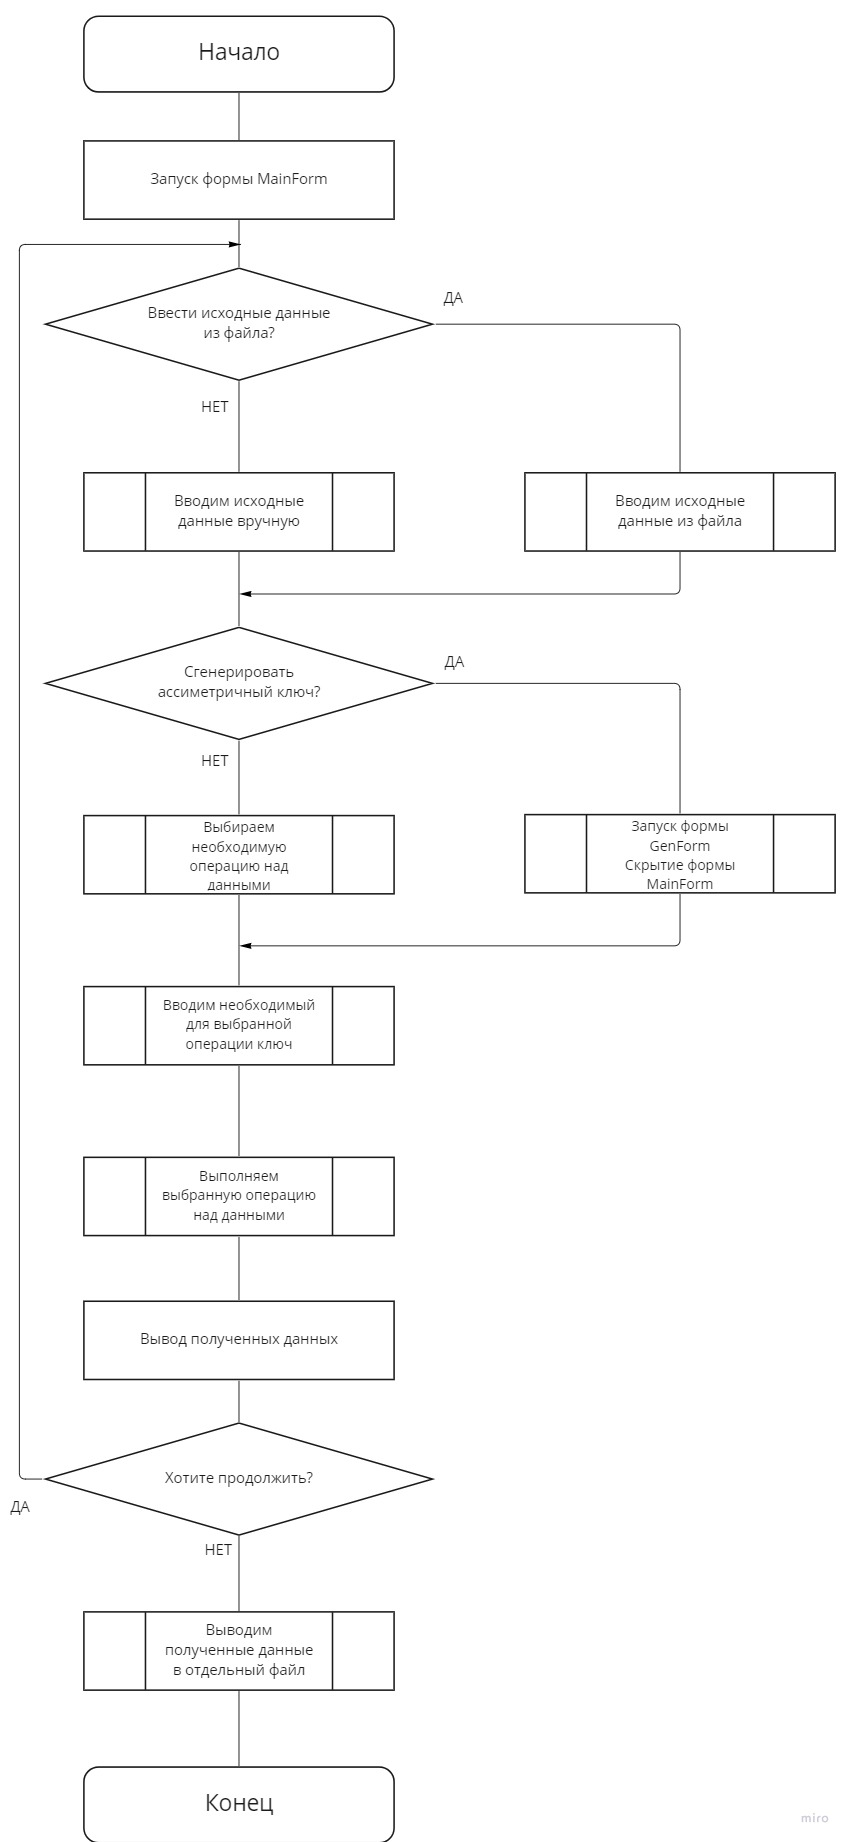 Начало
Запуск формы MainForm
Ввести исходные данные
из файла?
ДА
НЕТ
Вводим исходные
данные вручную
Вводим исходные
данные из файла
Сгенерировать
ассиметричный ключ?
ДА
НЕТ
Выбираем
необходимую
операцию над
данными
Запуск формы
GenForm
Скрытие формы
MainForm
Вводим необходимый
для выбранной
операции ключ
Выполняем
выбранную операцию
над данными
Вывод полученных данных
Хотите продолжить?
ДА
НЕТ
Выводим
полученные данные
в отдельный файл
Конец
miro